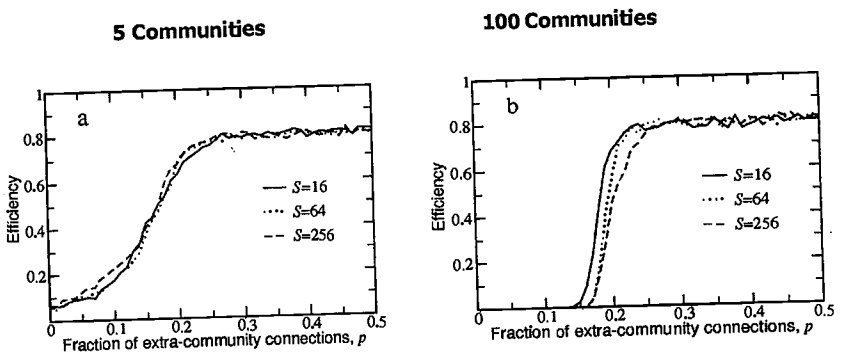 5 Communities
100 Communities
1
0.8
0.6
0.4
0.2
0
0.1
0.2
0.3
0.4
0.5
a
S=16
S=64
S=256
Efficiency
Fraction of extra-community connections, p
1
0.8
0.6
0.4
0.2
0
0.1
0.2
0.3
0.4
0.5
b
S=16
S=64
S=256
Efficiency
Fraction of extra-community connections, p